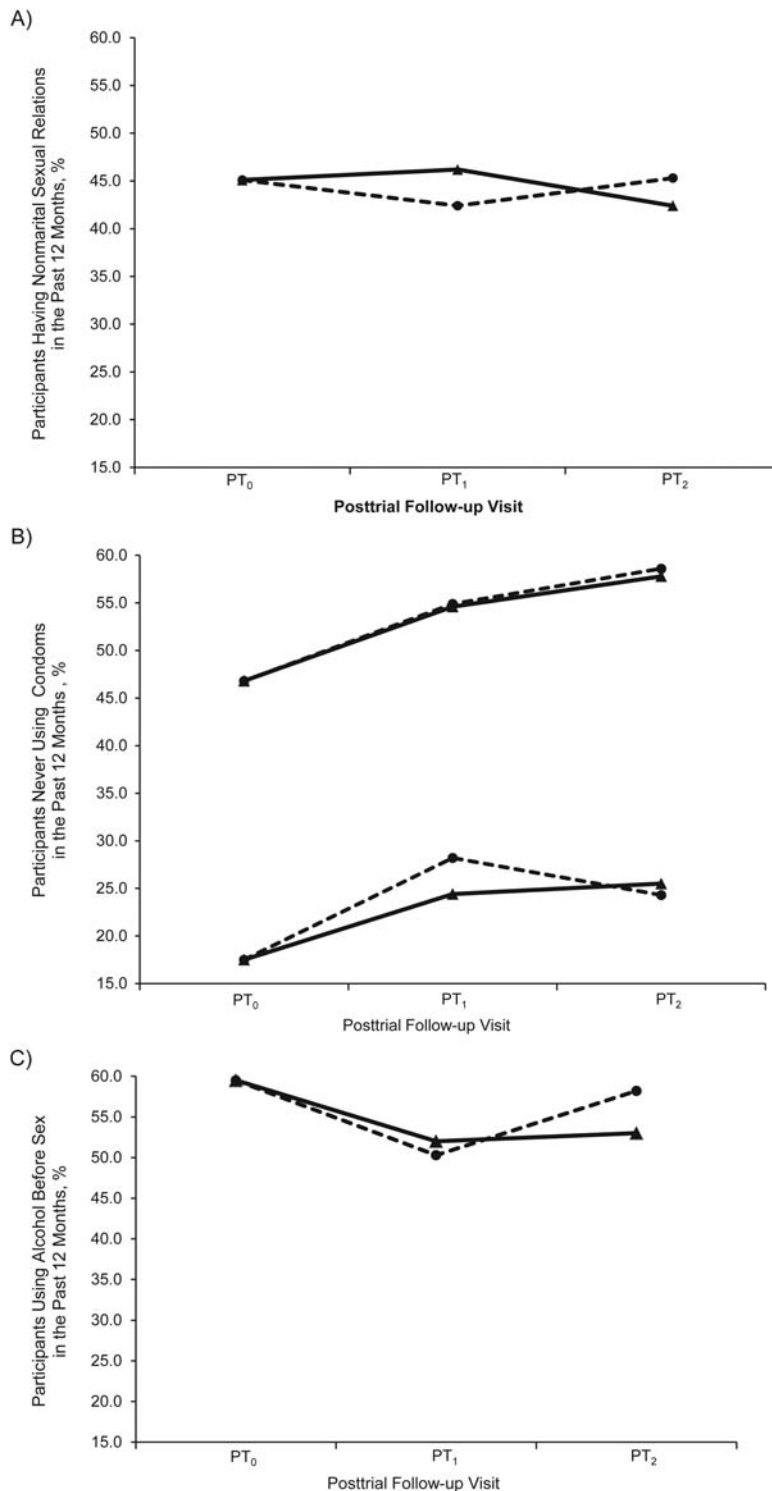 A)
Participants Having Nonmarital Sexual Relations
in the Past 12 Months, %
60.0
55.0
50.0
45.0
40.0
35.0
30.0
25.0
20.0
15.0
PT₀ PT₁ PT₂
Posttrial Follow-up Visit
B)
Participants Never Using Condoms
in the Past 12 Months , %
60.0
55.0
50.0
45.0
40.0
35.0
30.0
25.0
20.0
15.0
PT₀ PT₁ PT₂
Posttrial Follow-up Visit
C)
Participants Using Alcohol Before Sex
in the Past 12 Months, %
60.0
55.0
50.0
45.0
40.0
35.0
30.0
25.0
20.0
15.0
PT₀ PT₁ PT₂
Posttrial Follow-up Visit